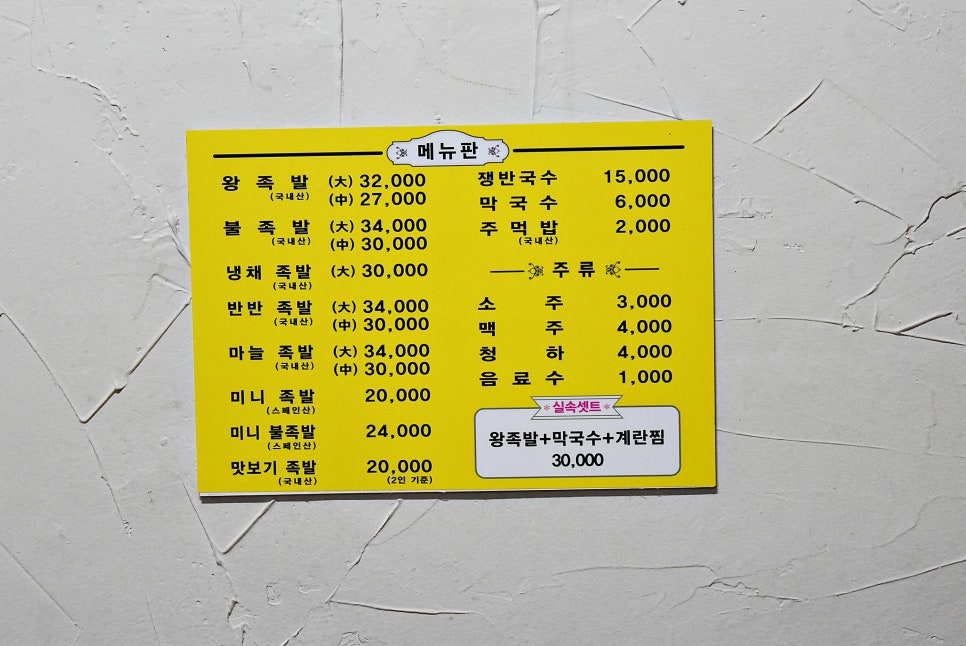 메뉴판
왕 족 발 (大) 32,000
(국내산) (中) 27,000
불 족 발 (大) 34,000
(국내산) (中) 30,000
냉채 족발 (大) 30,000
(국내산)
반반 족발 (大) 34,000
(국내산) (中) 30,000
마늘 족발 (大) 34,000
(국내산) (中) 30,000
미니 족발 20,000
(스페인산)
미니 불족발 24,000
(스페인산)
맛보기 족발 20,000
(국내산) (2인 기준)
쟁반국수 15,000
막 국 수 6,000
주 먹 밥 2,000
(국내산)
주 류
소 주 3,000
맥 주 4,000
청 하 4,000
음 료 수 1,000
*실속셋트*
왕족발+막국수+계란찜
30,000